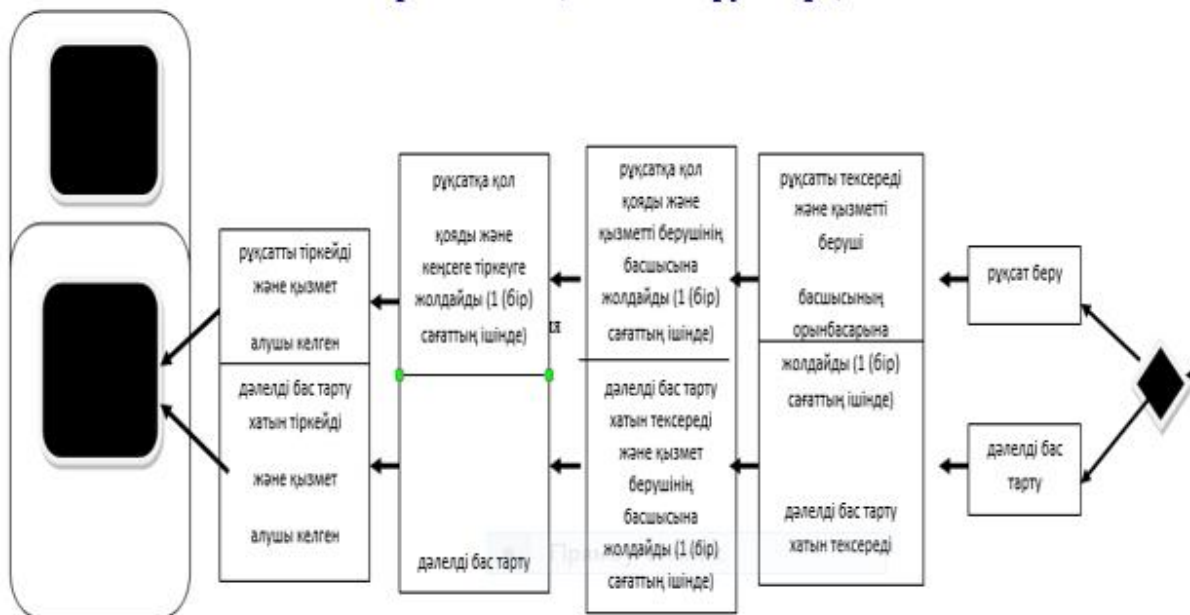 рұқсатты тіркейді
және қызмет
алушы келген
дәлелді бас тарту
хатын тіркейді
және қызмет
алушы келген
рұқсатқа қол
қояды және
кеңсеге тіркеуге
жолдайды (1 (бір)
сағаттың ішінде)
дәлелді бас тарту
рұқсатқа қол
қояды және
қызметті берушінің
басшысына
жолдайды (1 (бір)
сағаттың ішінде)
дәлелді бас тарту
хатын тексереді
және қызмет
берушінің
басшысына
жолдайды (1 (бір)
сағаттың ішінде)
рұқсатты тексереді
және қызметті
беруші
басшысының
орынбасарына
жолдайды (1 (бір)
сағаттың ішінде)
дәлелді бас тарту
хатын тексереді
рұқсат беру
дәлелді бас
тарту